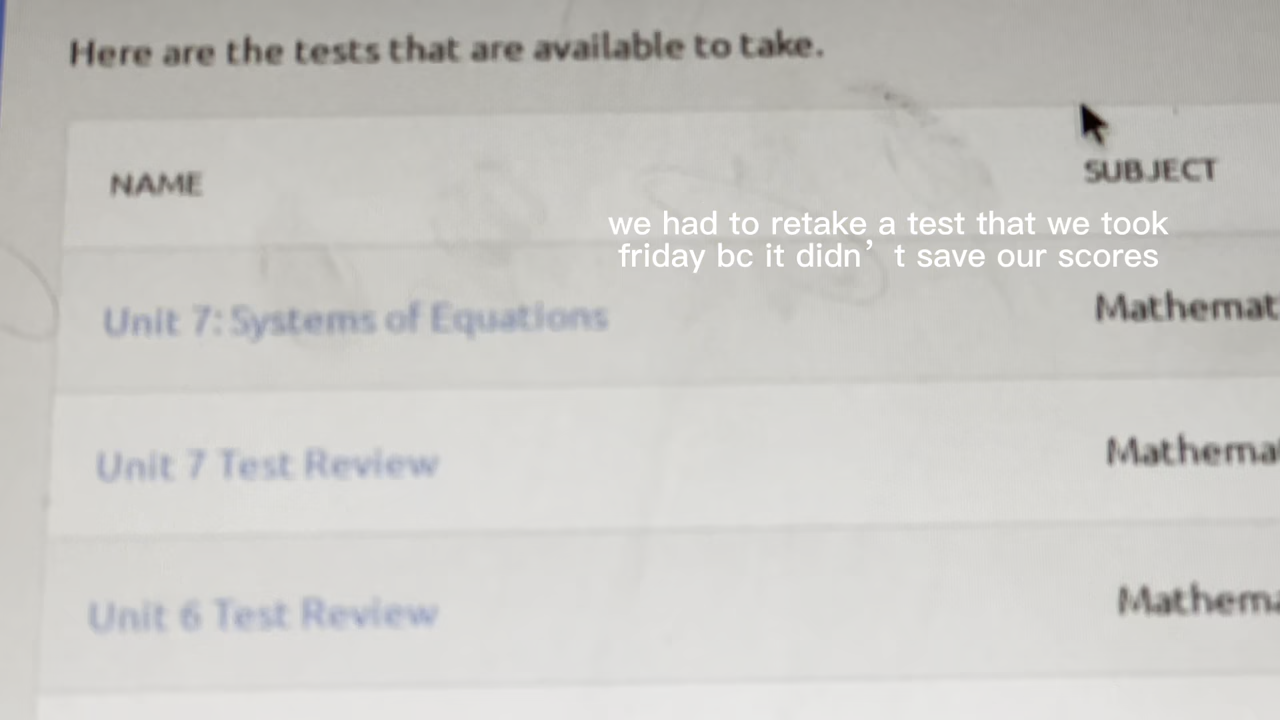 Here are the tests that are available to take.
NAME
SUBJECT
we had to retake a test that we took
friday bc it didn’t save our scores
Unit 7: Systems of Equations
Mathemat
Unit 7 Test Review
Mathema
Unit 6 Test Review
Mathema